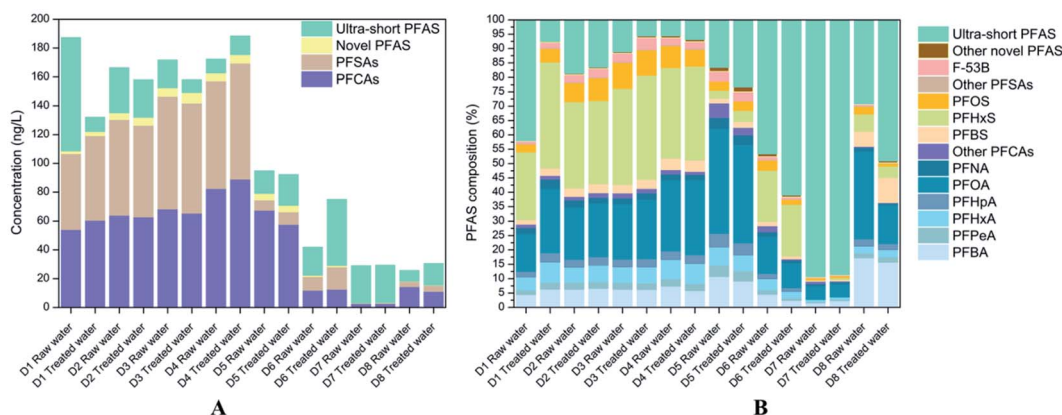 Concentration (ng/L)
200
180
160
140
120
100
80
60
40
20
0
Ultra-short PFAS
Novel PFAS
PFSAs
PFCAs
D1 Raw water
D1 Treated water
D2 Raw water
D2 Treated water
D3 Raw water
D3 Treated water
D4 Raw water
D4 Treated water
D5 Raw water
D5 Treated water
D6 Raw water
D6 Treated water
D7 Raw water
D7 Treated water
D8 Raw water
D8 Treated water
A
PFAS composition (%)
100
95
90
85
80
75
70
65
60
55
50
45
40
35
30
25
20
15
10
5
0
Ultra-short PFAS
Other novel PFAS
F-53B
Other PFSAs
PFOS
PFHxS
PFBS
Other PFCAs
PFNA
PFOA
PFHpA
PFHxA
PFPeA
PFBA
D1 Raw water
D1 Treated water
D2 Raw water
D2 Treated water
D3 Raw water
D3 Treated water
D4 Raw water
D4 Treated water
D5 Raw water
D5 Treated water
D6 Raw water
D6 Treated water
D7 Raw water
D7 Treated water
D8 Raw water
D8 Treated water
B